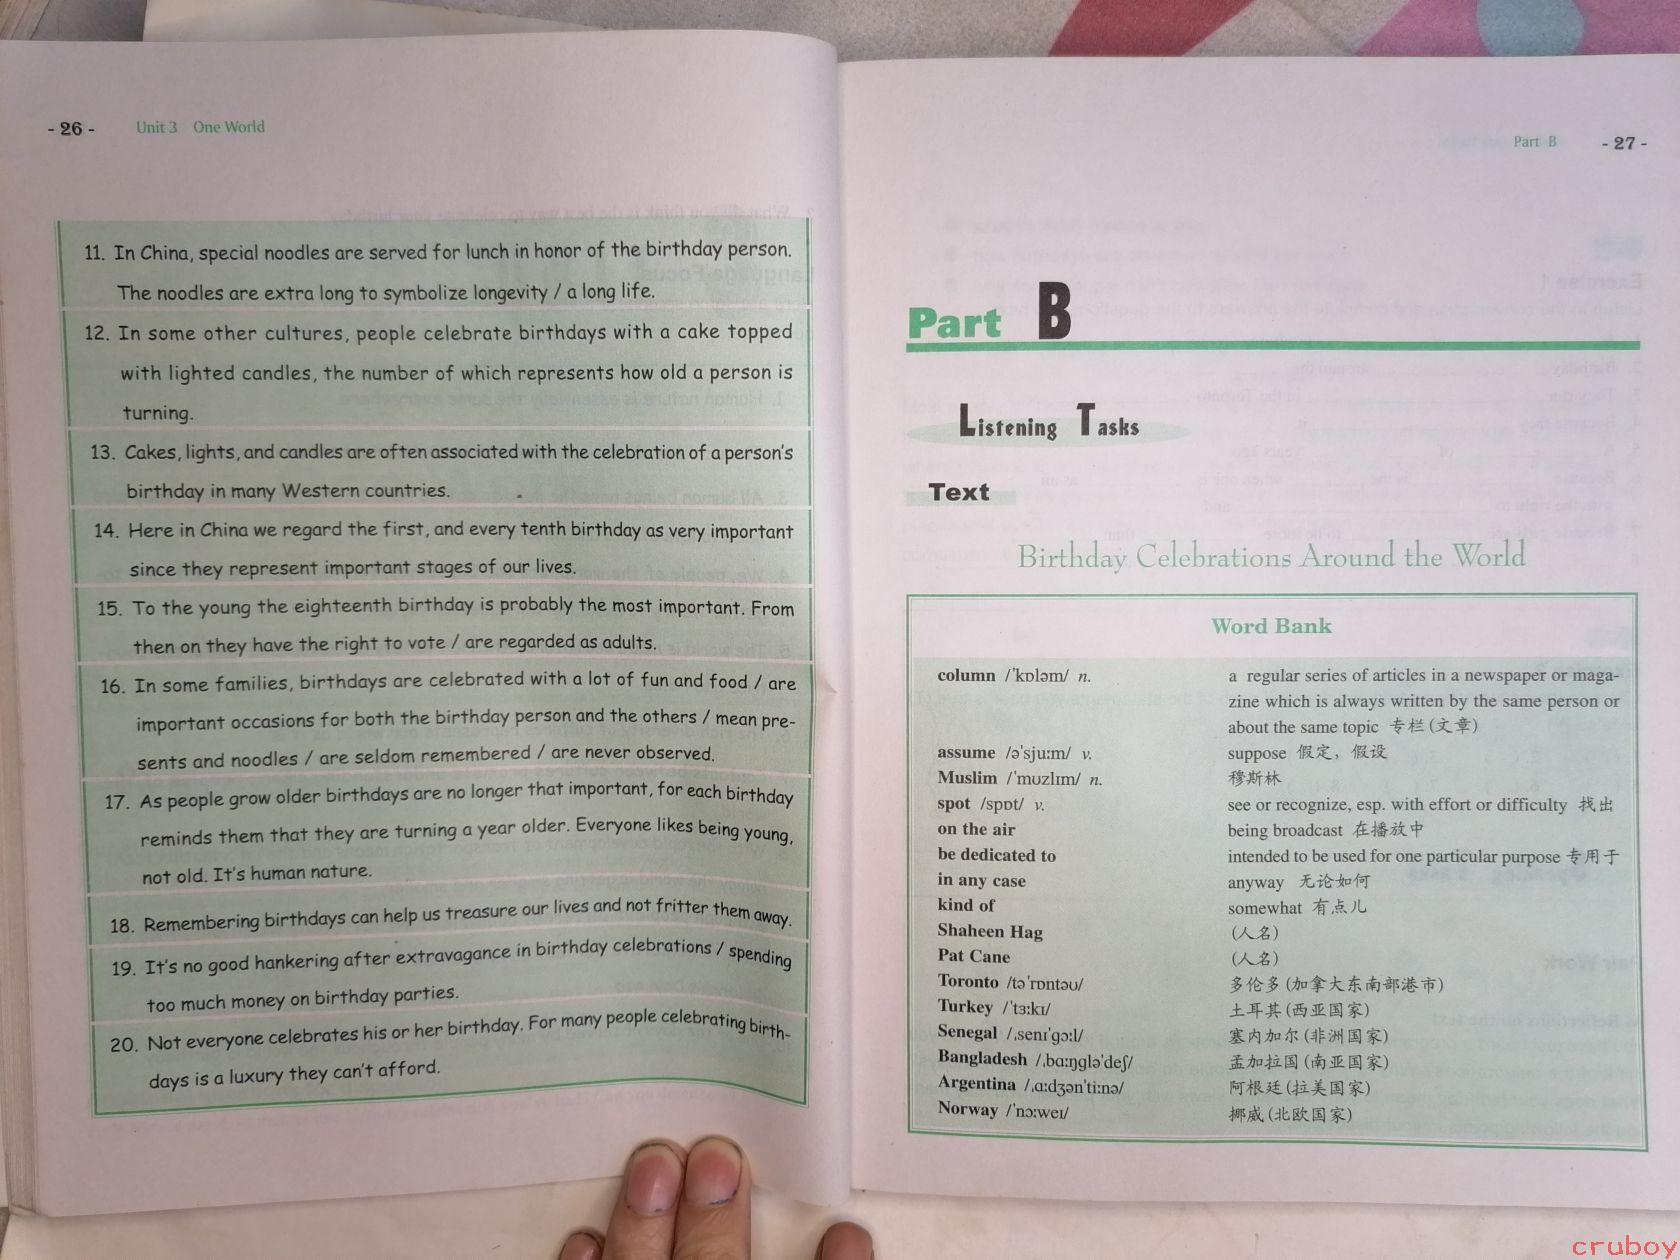 - 26 -
Unit 3 One World
11. In China, special noodles are served for lunch in honor of the birthday person.
The noodles are extra long to symbolize longevity / a long life.
12. In some other cultures, people celebrate birthdays with a cake topped
with lighted candles, the number of which represents how old a person is
turning.
13. Cakes, lights, and candles are often associated with the celebration of a person's
birthday in many Western countries.
14. Here in China we regard the first, and every tenth birthday as very important
since they represent important stages of our lives.
15. To the young the eighteenth birthday is probably the most important. From
then on they have the right to vote / are regarded as adults.
16. In some families, birthdays are celebrated with a lot of fun and food / are
important occasions for both the birthday person and the others / mean pre-
sents and noodles / are seldom remembered / are never observed.
17. As people grow older birthdays are no longer that important, for each birthday
reminds them that they are turning a year older. Everyone likes being young,
not old. It's human nature.
18. Remembering birthdays can help us treasure our lives and not fritter them away.
19. It's no good hankering after extravagance in birthday celebrations / spending
too much money on birthday parties.
20. Not everyone celebrates his or her birthday. For many people celebrating birth-
days is a luxury they can't afford.
Part B
- 27 -
Part B
Listening Tasks
Text
Birthday Celebrations Around the World
Word Bank
column /ˈkɒləm/ n. a regular series of articles in a newspaper or maga-
zine which is always written by the same person or
about the same topic 专栏(文章)
assume /əˈsjuːm/ v. suppose 假定，假设
Muslim /ˈmʊzlɪm/ n. 穆斯林
spot /spɒt/ v. see or recognize, esp. with effort or difficulty 找出
on the air being broadcast 在播放中
be dedicated to intended to be used for one particular purpose 专用于
in any case anyway 无论如何
kind of somewhat 有点儿
Shaheen Hag (人名)
Pat Cane (人名)
Toronto /təˈrɒntəʊ/ 多伦多(加拿大东南部港市)
Turkey /ˈtɜːkɪ/ 土耳其(西亚国家)
Senegal /ˌsenɪˈɡɔːl/ 塞内加尔(非洲国家)
Bangladesh /ˌbɑːŋɡləˈdeʃ/ 孟加拉国(南亚国家)
Argentina /ˌɑːdʒənˈtiːnə/ 阿根廷(拉美国家)
Norway /ˈnɔːweɪ/ 挪威(北欧国家)
cruboy